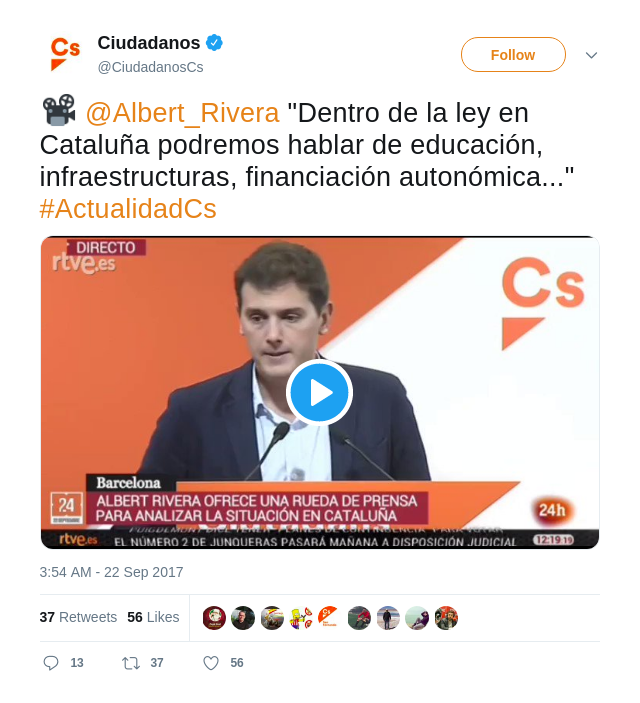 Cs
Ciudadanos
@CiudadanosCs
Follow
@Albert_Rivera "Dentro de la ley en
Cataluña podremos hablar de educación,
infraestructuras, financiación autonómica..."
#ActualidadCs
DIRECTO
rtve.es
Cs
Barcelona
24
ALBERT RIVERA OFRECE UNA RUEDA DE PRENSA
PARA ANALIZAR LA SITUACIÓN EN CATALUÑA
24h
rtve.es
EL NÚMERO 2 DE JUNQUERAS PASARÁ MAÑANA A DISPOSICIÓN JUDICIAL
12:19:19
3:54 AM - 22 Sep 2017
37 Retweets 56 Likes
13 37 56